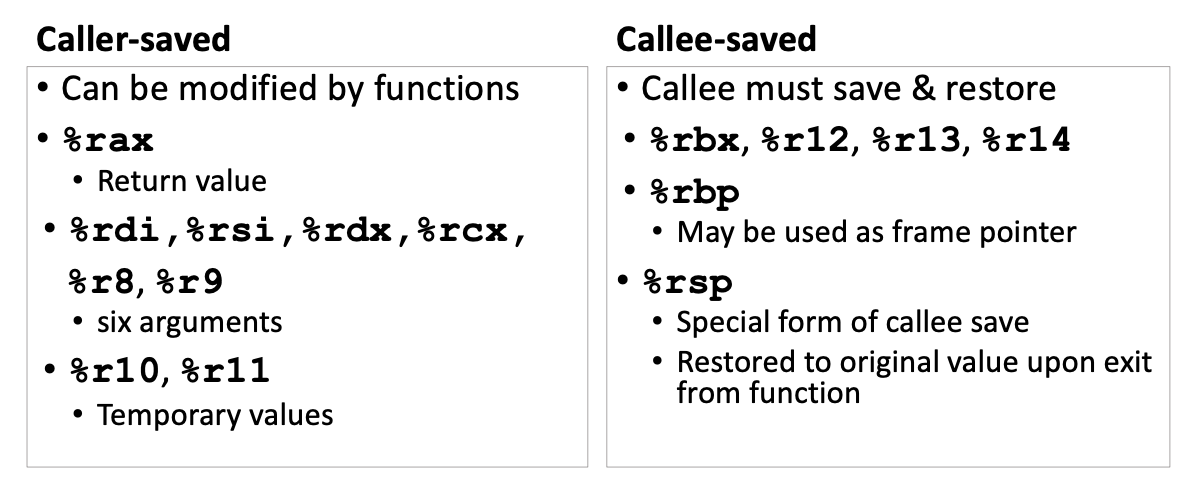 Caller-saved
• Can be modified by functions
• %rax
• Return value
• %rdi,%rsi,%rdx,%rcx,
%r8, %r9
• six arguments
• %r10, %r11
• Temporary values
Callee-saved
• Callee must save & restore
• %rbx, %r12, %r13, %r14
• %rbp
• May be used as frame pointer
• %rsp
• Special form of callee save
• Restored to original value upon exit
from function